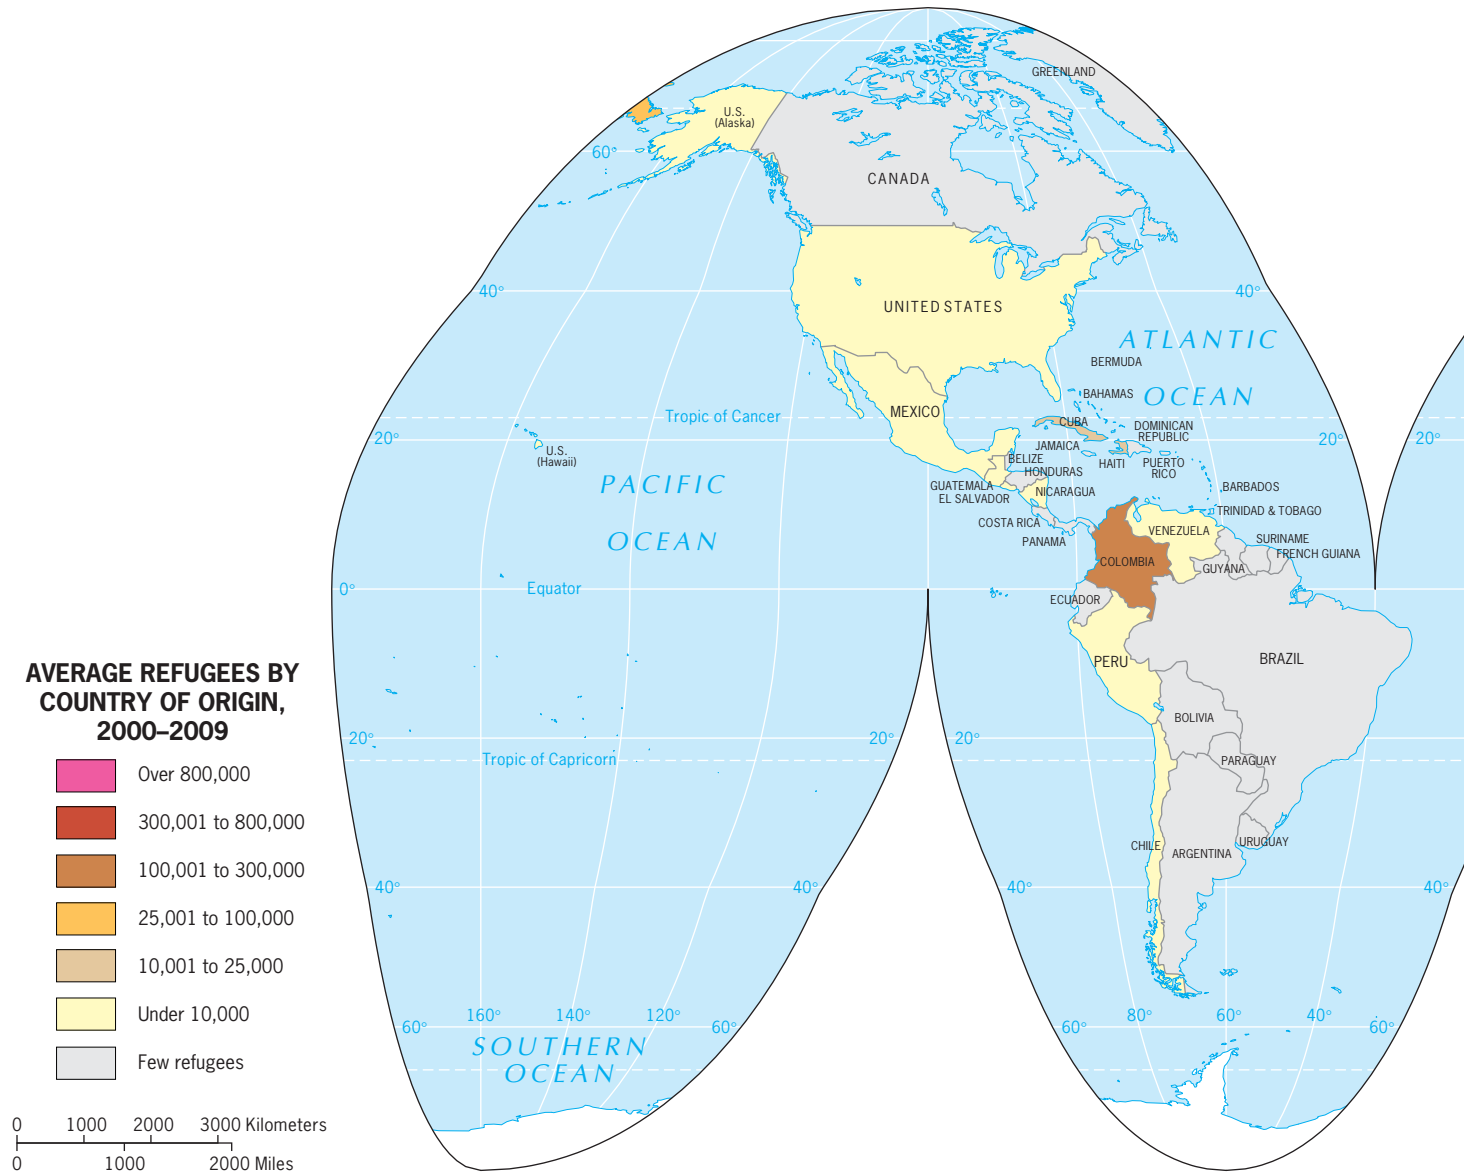 GREENLAND
U.S.
(Alaska)
60°
CANADA
40°
40°
UNITED STATES
ATLANTIC
OCEAN
BERMUDA
BAHAMAS
MEXICO
Tropic of Cancer
CUBA
DOMINICAN
REPUBLIC
20°
20°
20°
JAMAICA
U.S.
(Hawaii)
BELIZE
HAITI
PUERTO
RICO
HONDURAS
PACIFIC
OCEAN
GUATEMALA
EL SALVADOR
NICARAGUA
BARBADOS
COSTA RICA
TRINIDAD & TOBAGO
PANAMA
VENEZUELA
SURINAME
FRENCH GUIANA
COLOMBIA
GUYANA
0°
Equator
ECUADOR
PERU
BRAZIL
BOLIVIA
20°
20°
20°
Tropic of Capricorn
PARAGUAY
CHILE
ARGENTINA
URUGUAY
40°
40°
40°
40°
60°
160°
140°
120°
60°
60°
80°
60°
40°
60°
SOUTHERN
OCEAN
AVERAGE REFUGEES BY
COUNTRY OF ORIGIN,
2000–2009
Over 800,000
300,001 to 800,000
100,001 to 300,000
25,001 to 100,000
10,001 to 25,000
Under 10,000
Few refugees
0 1000 2000 3000 Kilometers
0 1000 2000 Miles